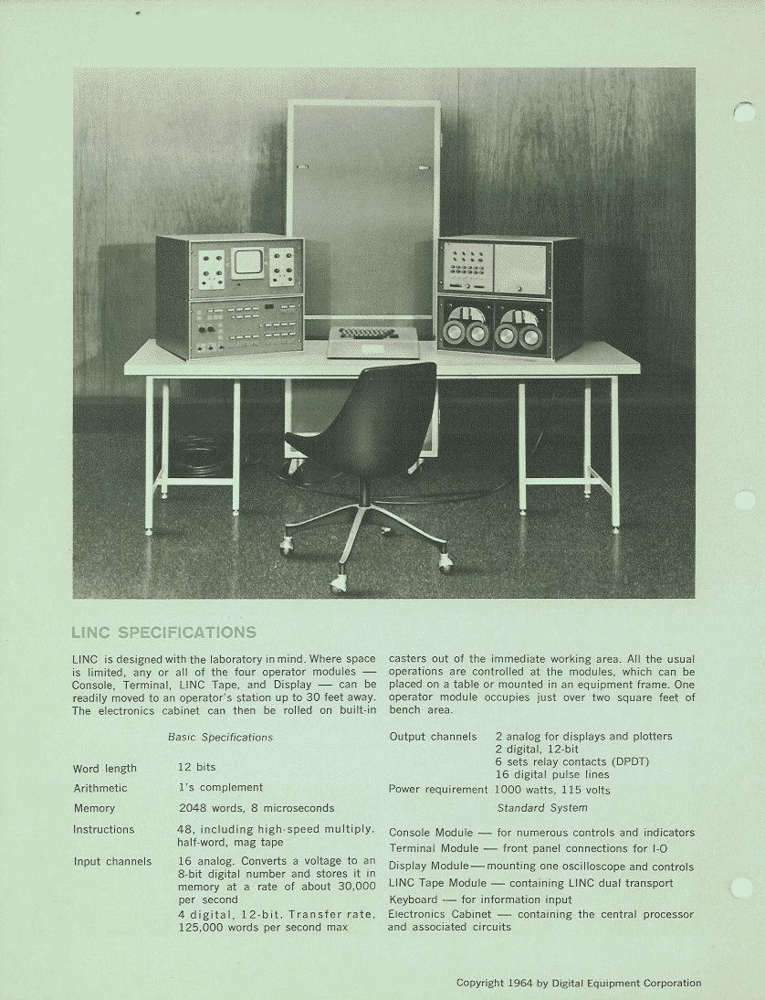 LINC SPECIFICATIONS
LINC is designed with the laboratory in mind. Where space
is limited, any or all of the four operator modules —
Console, Terminal, LINC Tape, and Display — can be
readily moved to an operator's station up to 30 feet away.
The electronics cabinet can then be rolled on built-in
casters out of the immediate working area. All the usual
operations are controlled at the modules, which can be
placed on a table or mounted in an equipment frame. One
operator module occupies just over two square feet of
bench area.
Basic Specifications
Word length 12 bits
Arithmetic 1's complement
Memory 2048 words, 8 microseconds
Instructions 48, including high-speed multiply,
half-word, mag tape
Input channels 16 analog. Converts a voltage to an
8-bit digital number and stores it in
memory at a rate of about 30,000
per second
4 digital, 12-bit. Transfer rate,
125,000 words per second max
Output channels 2 analog for displays and plotters
2 digital, 12-bit
6 sets relay contacts (DPDT)
16 digital pulse lines
Power requirement 1000 watts, 115 volts
Standard System
Console Module — for numerous controls and indicators
Terminal Module — front panel connections for I-O
Display Module — mounting one oscilloscope and controls
LINC Tape Module — containing LINC dual transport
Keyboard — for information input
Electronics Cabinet — containing the central processor
and associated circuits
Copyright 1964 by Digital Equipment Corporation